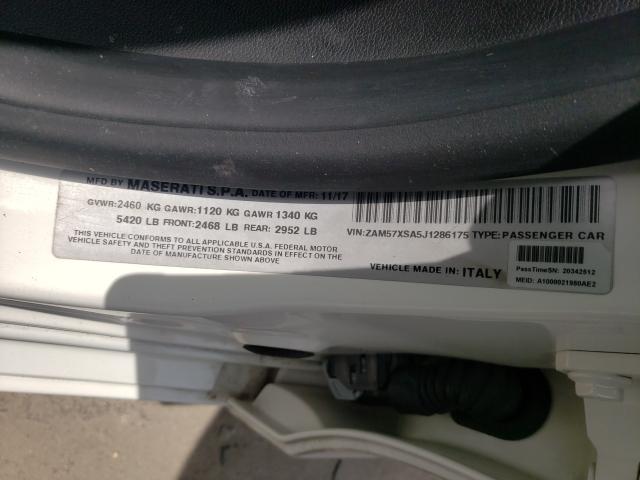 MFD BY MASERATI S.P.A. DATE OF MFR: 11/17
GVWR:2460 KG GAWR:1120 KG GAWR 1340 KG
5420 LB FRONT:2468 LB REAR: 2952 LB
THIS VEHICLE CONFORMS TO ALL APPLICABLE U.S.A. FEDERAL MOTOR
VEHICLE SAFETY AND THEFT PREVENTION STANDARDS IN EFFECT ON THE
DATE OF MANUFACTURE SHOWN ABOVE
VIN:ZAM57XSA5J1286175 TYPE:PASSENGER CAR
VEHICLE MADE IN: ITALY
PassTimeSN: 20342512
MEID: A1000021980AE2